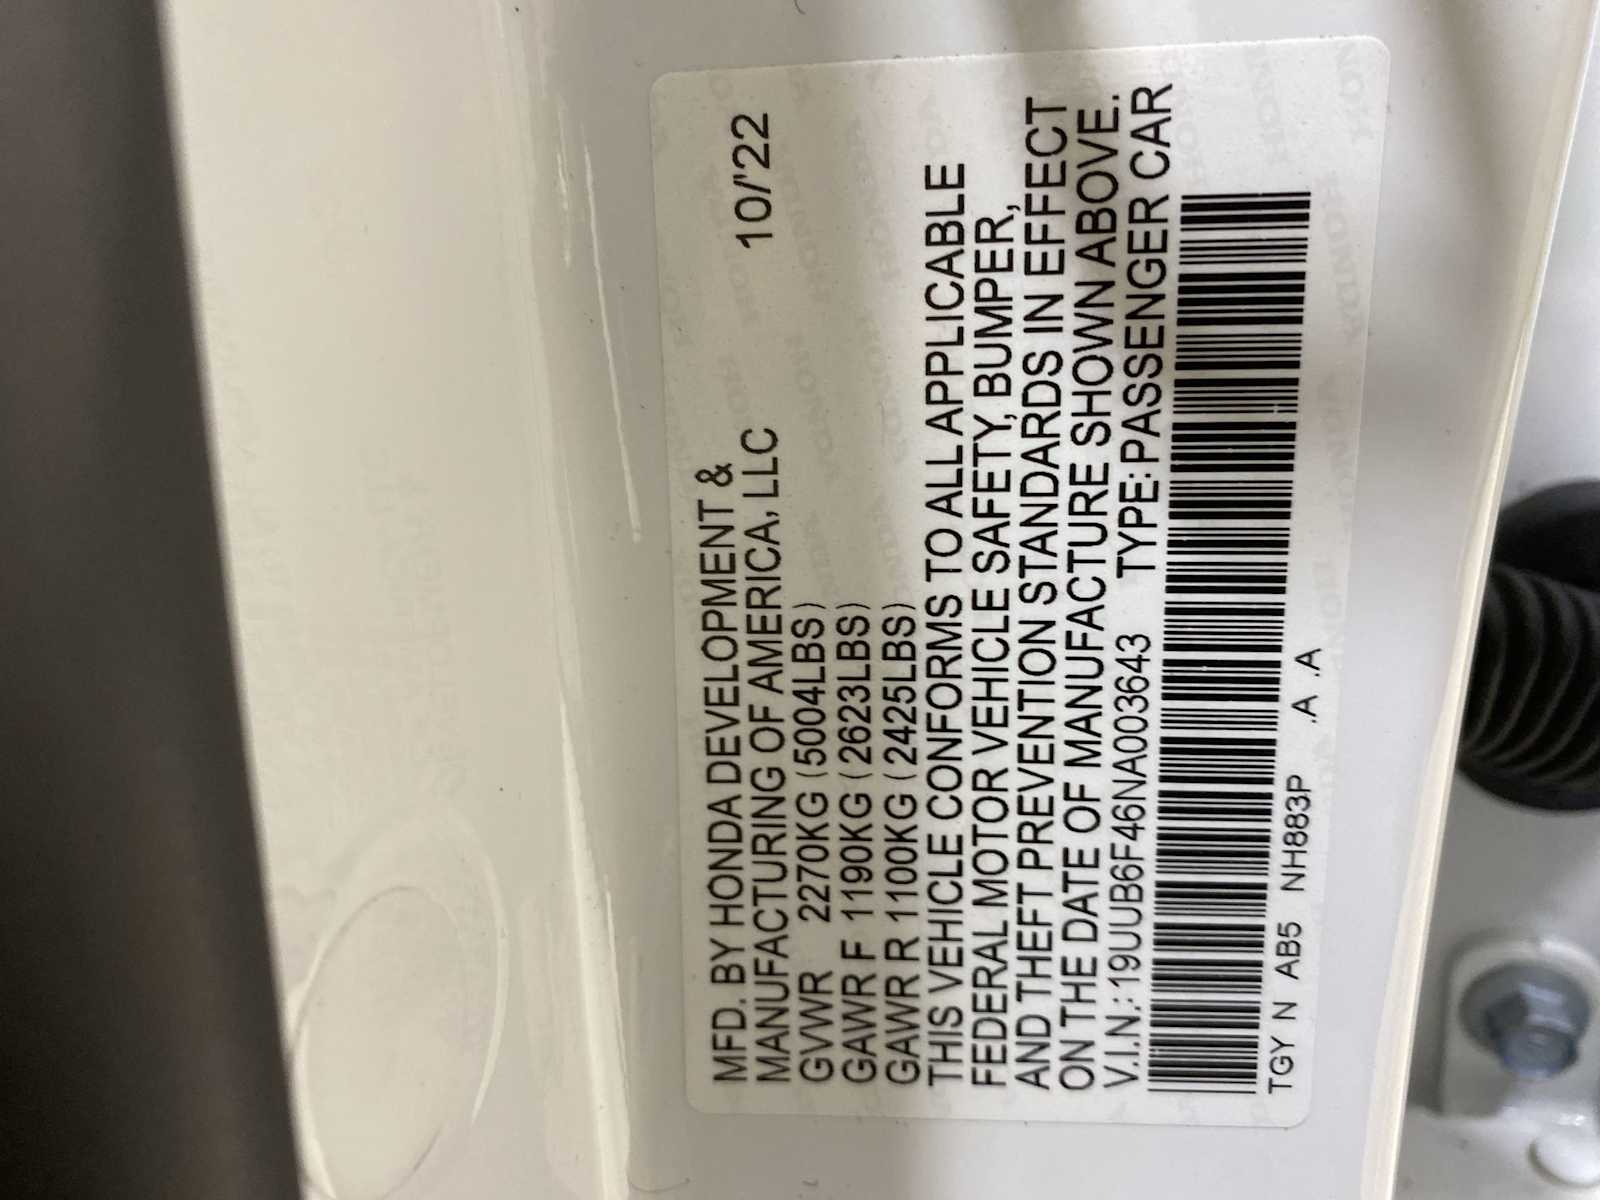 MFD. BY HONDA DEVELOPMENT &
MANUFACTURING OF AMERICA, LLC 10/'22
GVWR 2270KG (5004LBS)
GAWR F 1190KG (2623LBS)
GAWR R 1100KG (2425LBS)
THIS VEHICLE CONFORMS TO ALL APPLICABLE
FEDERAL MOTOR VEHICLE SAFETY, BUMPER,
AND THEFT PREVENTION STANDARDS IN EFFECT
ON THE DATE OF MANUFACTURE SHOWN ABOVE.
V.I.N.: 19UUB6F46NA003643 TYPE: PASSENGER CAR
TGY N AB5 NH883P .A .A